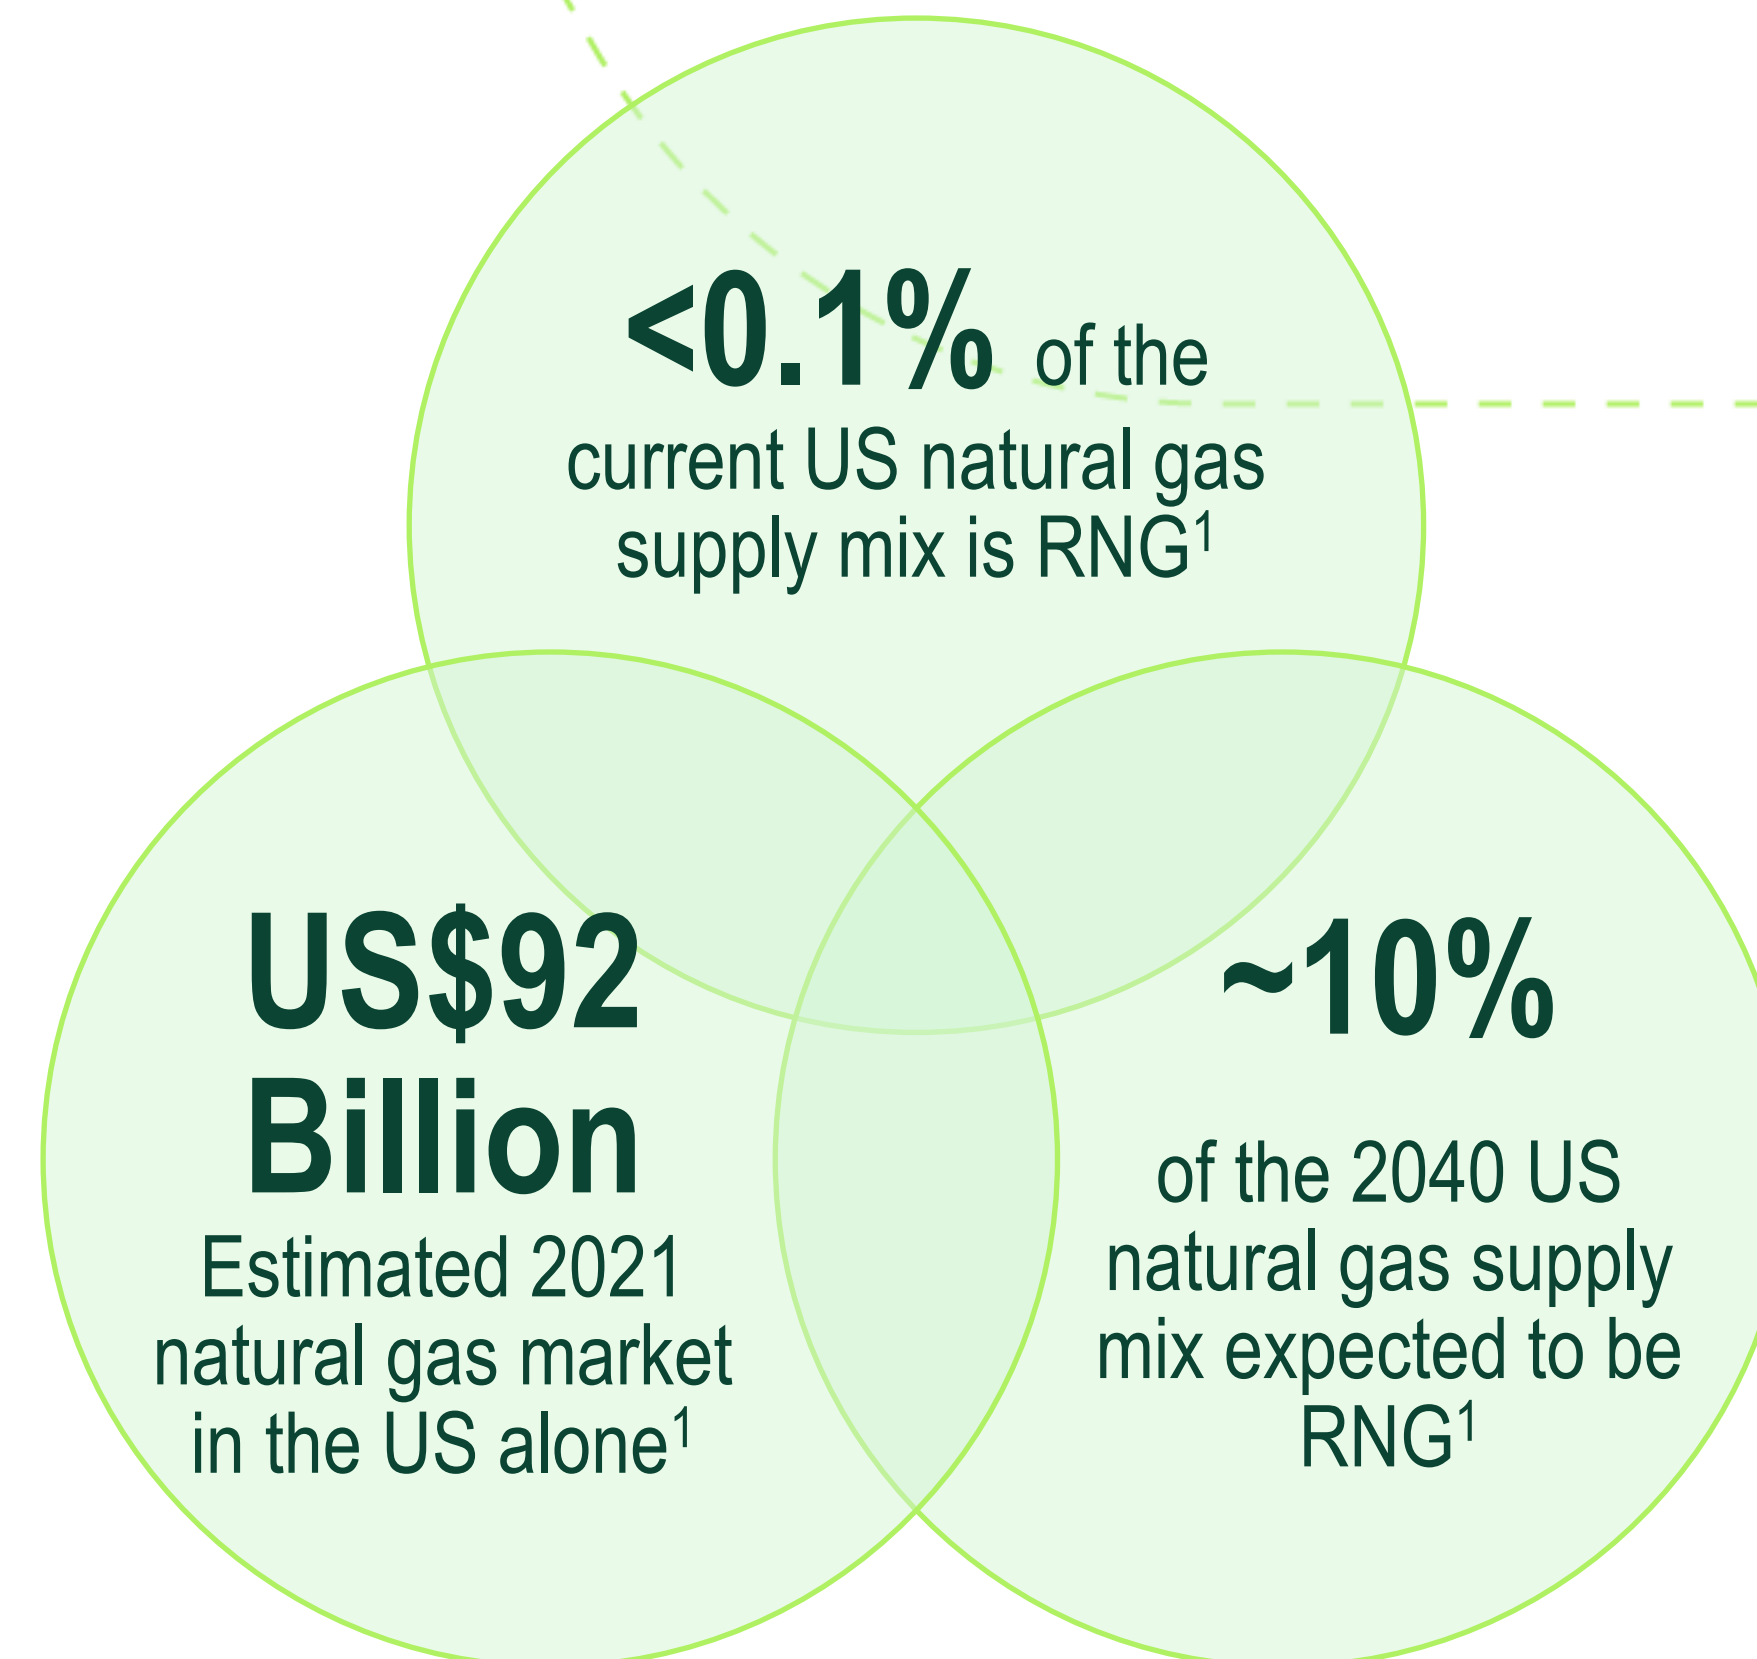 <0.1% of the
current US natural gas
supply mix is RNG¹
US$92
Billion
Estimated 2021
natural gas market
in the US alone¹
~10%
of the 2040 US
natural gas supply
mix expected to be
RNG¹